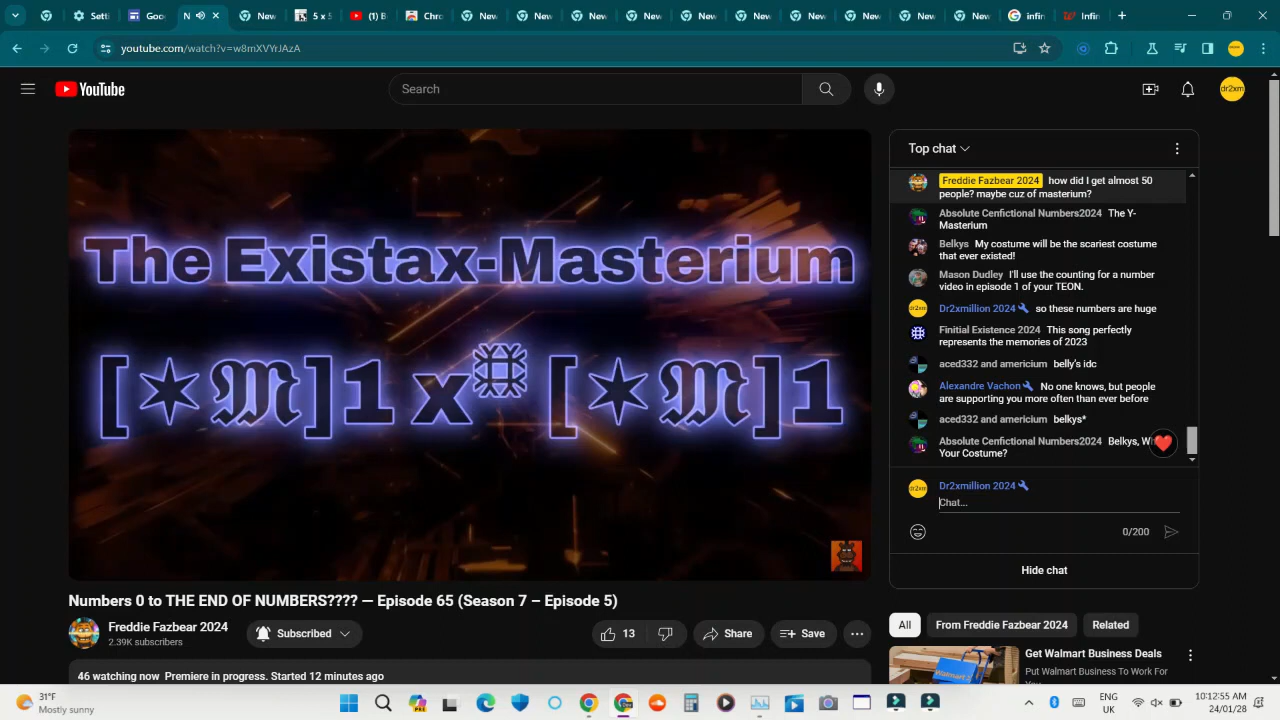 Setti
Goo
N
New
5 x 5
(1) B
Chro
New
New
New
New
New
New
New
New
New
New
infin
Infin
youtube.com/watch?v=w8mXVYrJAzA
YouTube
Search
dr2xm
The Existax-Masterium
Numbers 0 to THE END OF NUMBERS???? — Episode 65 (Season 7 – Episode 5)
Freddie Fazbear 2024
2.39K subscribers
Subscribed
13
Share
Save
46 watching now Premiere in progress. Started 12 minutes ago
Top chat
Freddie Fazbear 2024 how did I get almost 50
people? maybe cuz of masterium?
Absolute Cenfictional Numbers2024 The Y-
Masterium
Belkys My costume will be the scariest costume
that ever existed!
Mason Dudley I'll use the counting for a number
video in episode 1 of your TEON.
Dr2xmillion 2024 so these numbers are huge
Finitial Existence 2024 This song perfectly
represents the memories of 2023
aced332 and americium belly's idc
Alexandre Vachon No one knows, but people
are supporting you more often than ever before
aced332 and americium belkys*
Absolute Cenfictional Numbers2024 Belkys,
Your Costume?
Dr2xmillion 2024
Chat...
0/200
Hide chat
All
From Freddie Fazbear 2024
Related
Get Walmart Business Deals
Put Walmart Business To Work For
31°F
Mostly sunny
ENG
UK
10:12:55 AM
24/01/28